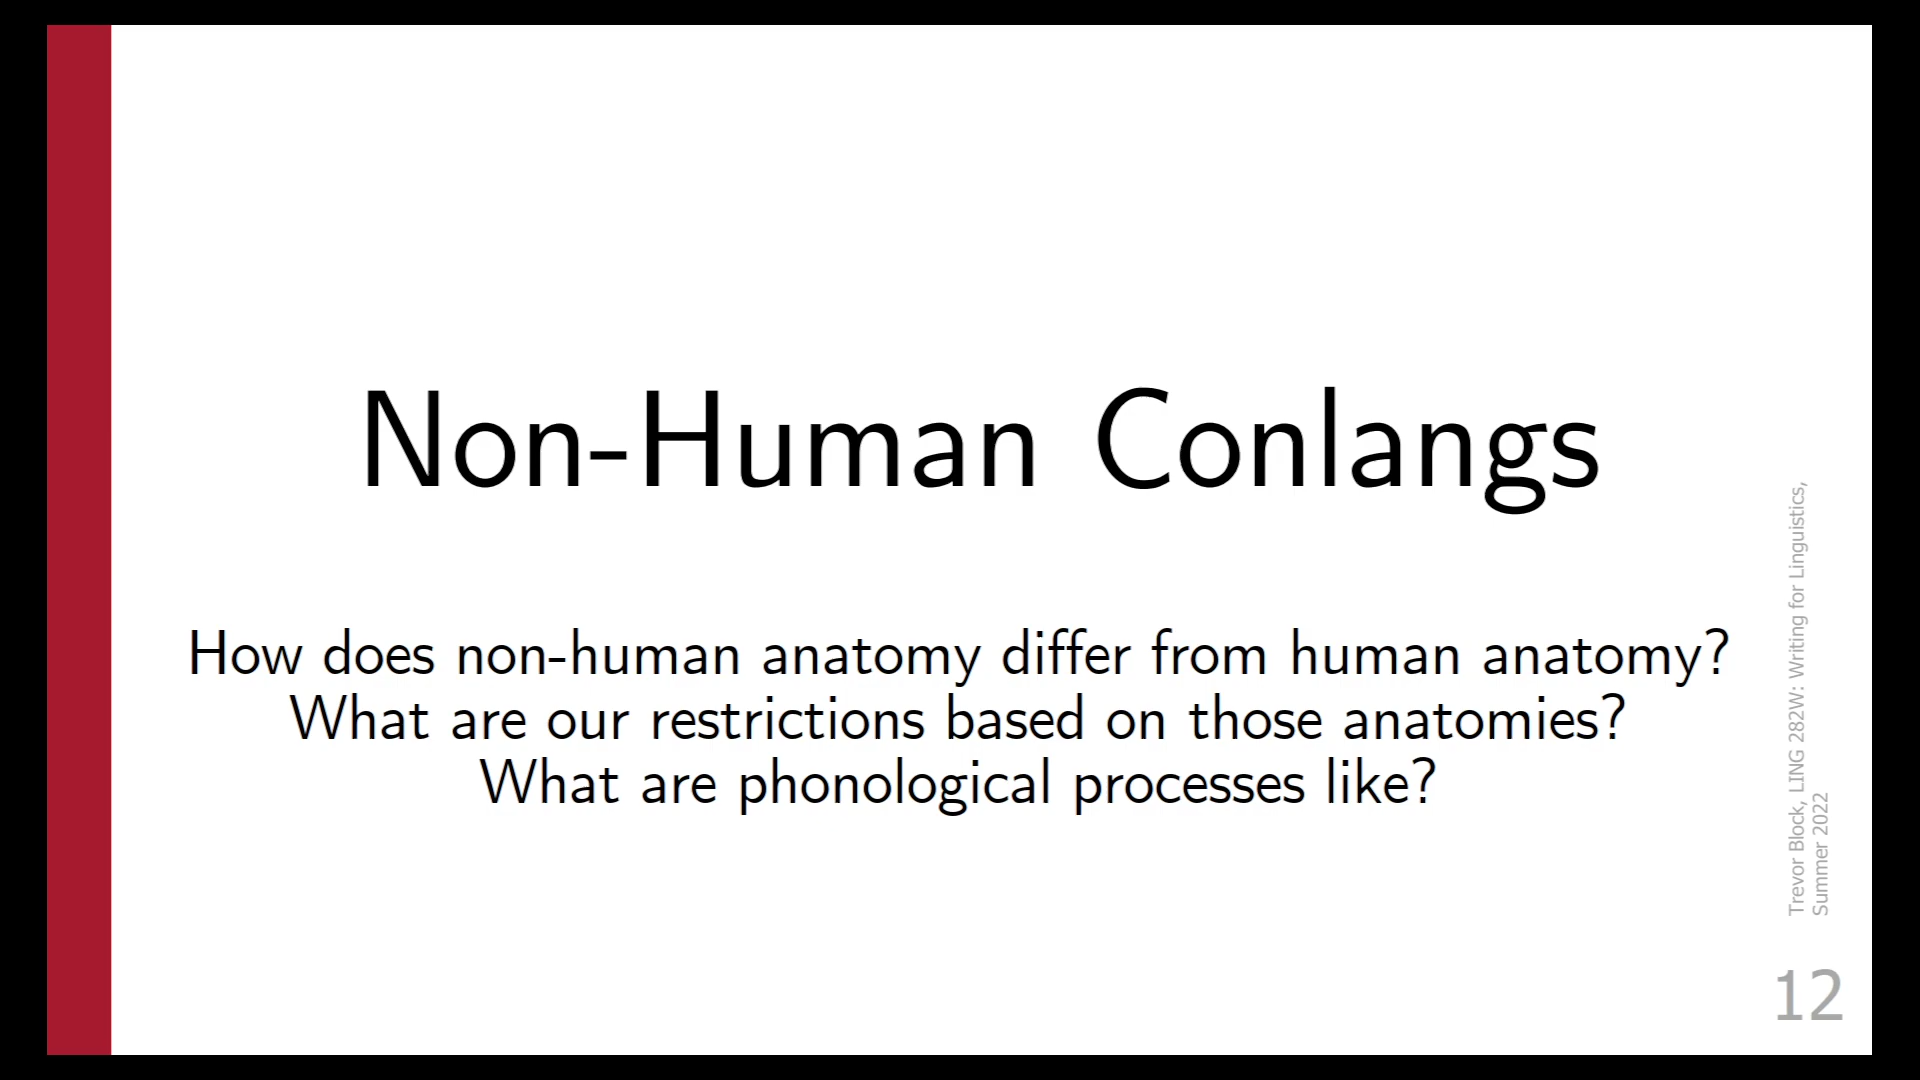 Non-Human Conlangs
How does non-human anatomy differ from human anatomy?
What are our restrictions based on those anatomies?
What are phonological processes like?
Trevor Block, LING 282W: Writing for Linguistics,
Summer 2022
12